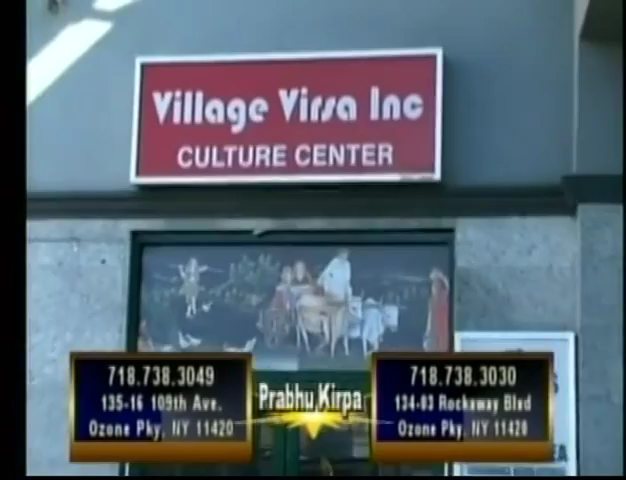 Village Virsa Inc
CULTURE CENTER
718.738.3049
135-16 109th Ave.
Ozone Pky, NY 11420
Prabhu Kirpa
718.738.3030
134-03 Rockaway Blvd
Ozone Pky, NY 11420